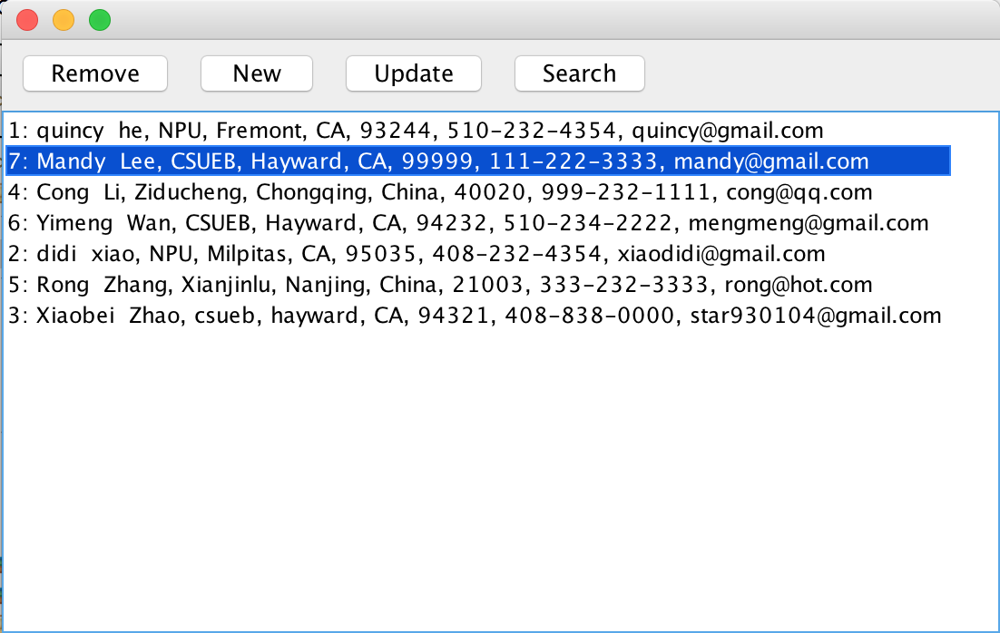 Remove New Update Search
1: quincy  he, NPU, Fremont, CA, 93244, 510-232-4354, quincy@gmail.com
7: Mandy  Lee, CSUEB, Hayward, CA, 99999, 111-222-3333, mandy@gmail.com
4: Cong  Li, Ziducheng, Chongqing, China, 40020, 999-232-1111, cong@qq.com
6: Yimeng  Wan, CSUEB, Hayward, CA, 94232, 510-234-2222, mengmeng@gmail.com
2: didi  xiao, NPU, Milpitas, CA, 95035, 408-232-4354, xiaodidi@gmail.com
5: Rong  Zhang, Xianjinlu, Nanjing, China, 21003, 333-232-3333, rong@hot.com
3: Xiaobei  Zhao, csueb, hayward, CA, 94321, 408-838-0000, star930104@gmail.com